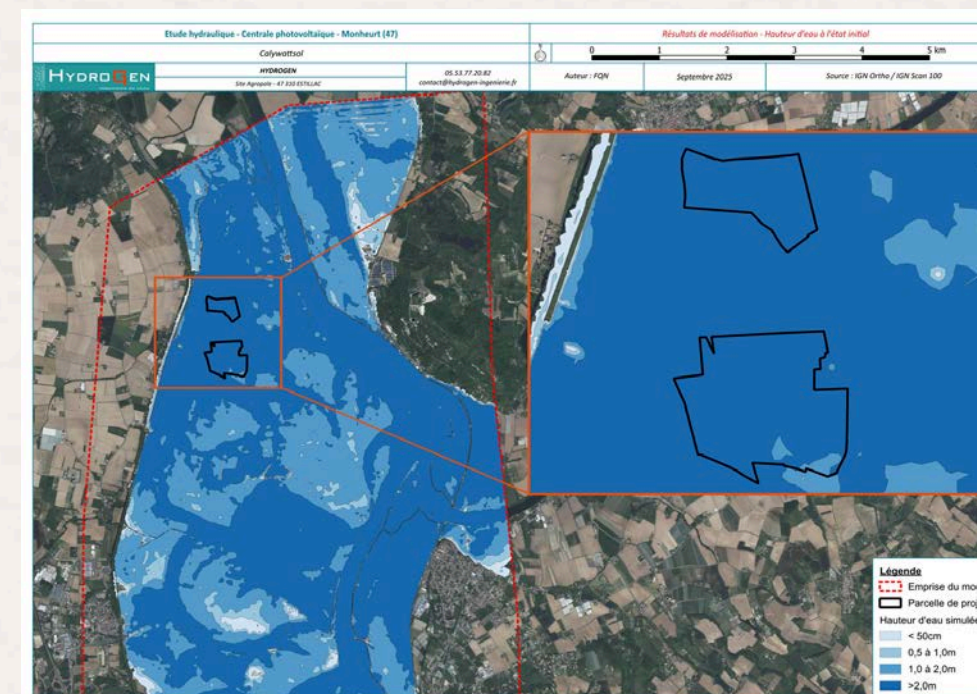 Etude hydraulique - Centrale photovoltaïque - Monheurt (47)
Calywattsol
HYDROGEN
HYDROGEN
Site Agropole - 47 310 ESTILLAC
05.53.77.20.82
contact@hydrogen-ingenierie.fr
Résultats de modélisation - Hauteur d'eau à l'état initial
0 1 2 3 4 5 km
Auteur : FQN
Septembre 2025
Source : IGN Ortho / IGN Scan 100
Légende
Emprise du mod
Parcelle de proj
Hauteur d'eau simulée
< 50cm
0,5 à 1,0m
1,0 à 2,0m
>2,0m